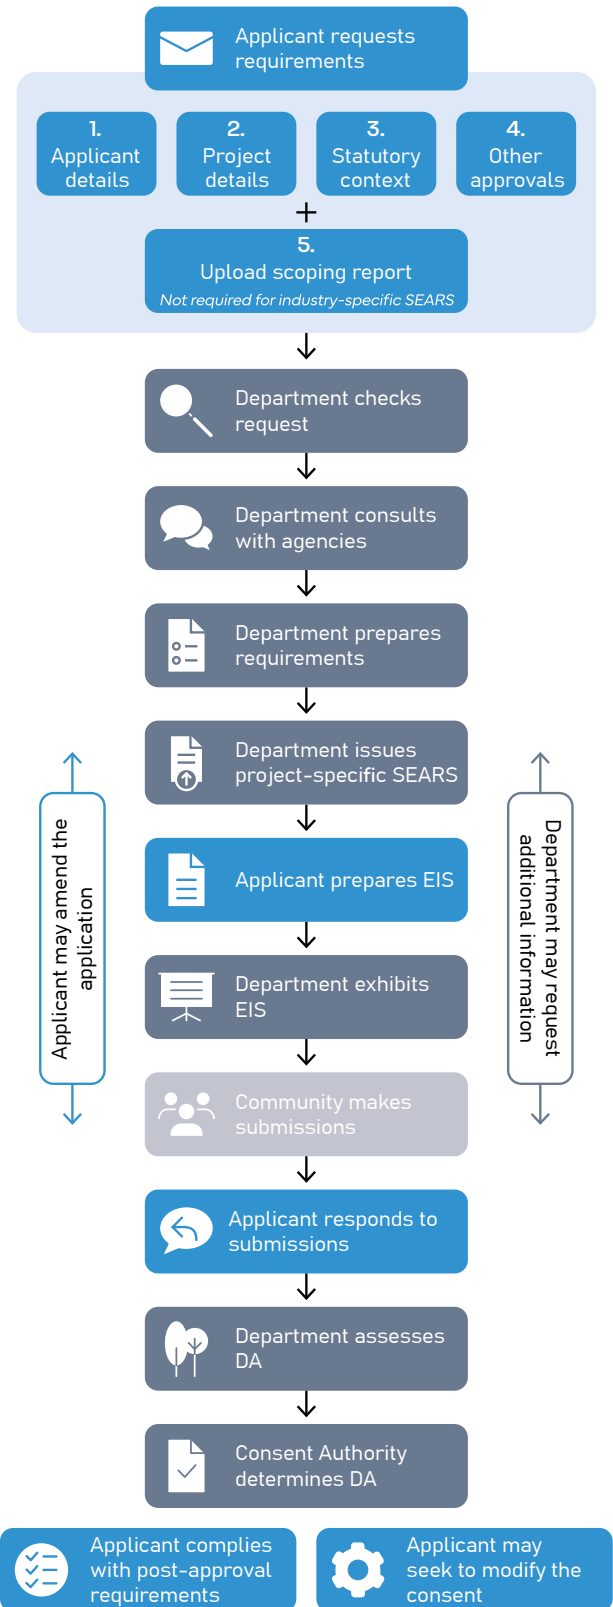 Applicant requests
requirements
1.
Applicant
details
2.
Project
details
3.
Statutory
context
4.
Other
approvals
+
5.
Upload scoping report
Not required for industry-specific SEARS
Department checks
request
Department consults
with agencies
Department prepares
requirements
Department issues
project-specific SEARS
Applicant may amend the
application
Department may request
additional information
Applicant prepares EIS
Department exhibits
EIS
Community makes
submissions
Applicant responds to
submissions
Department assesses
DA
Consent Authority
determines DA
Applicant complies
with post-approval
requirements
Applicant may
seek to modify the
consent